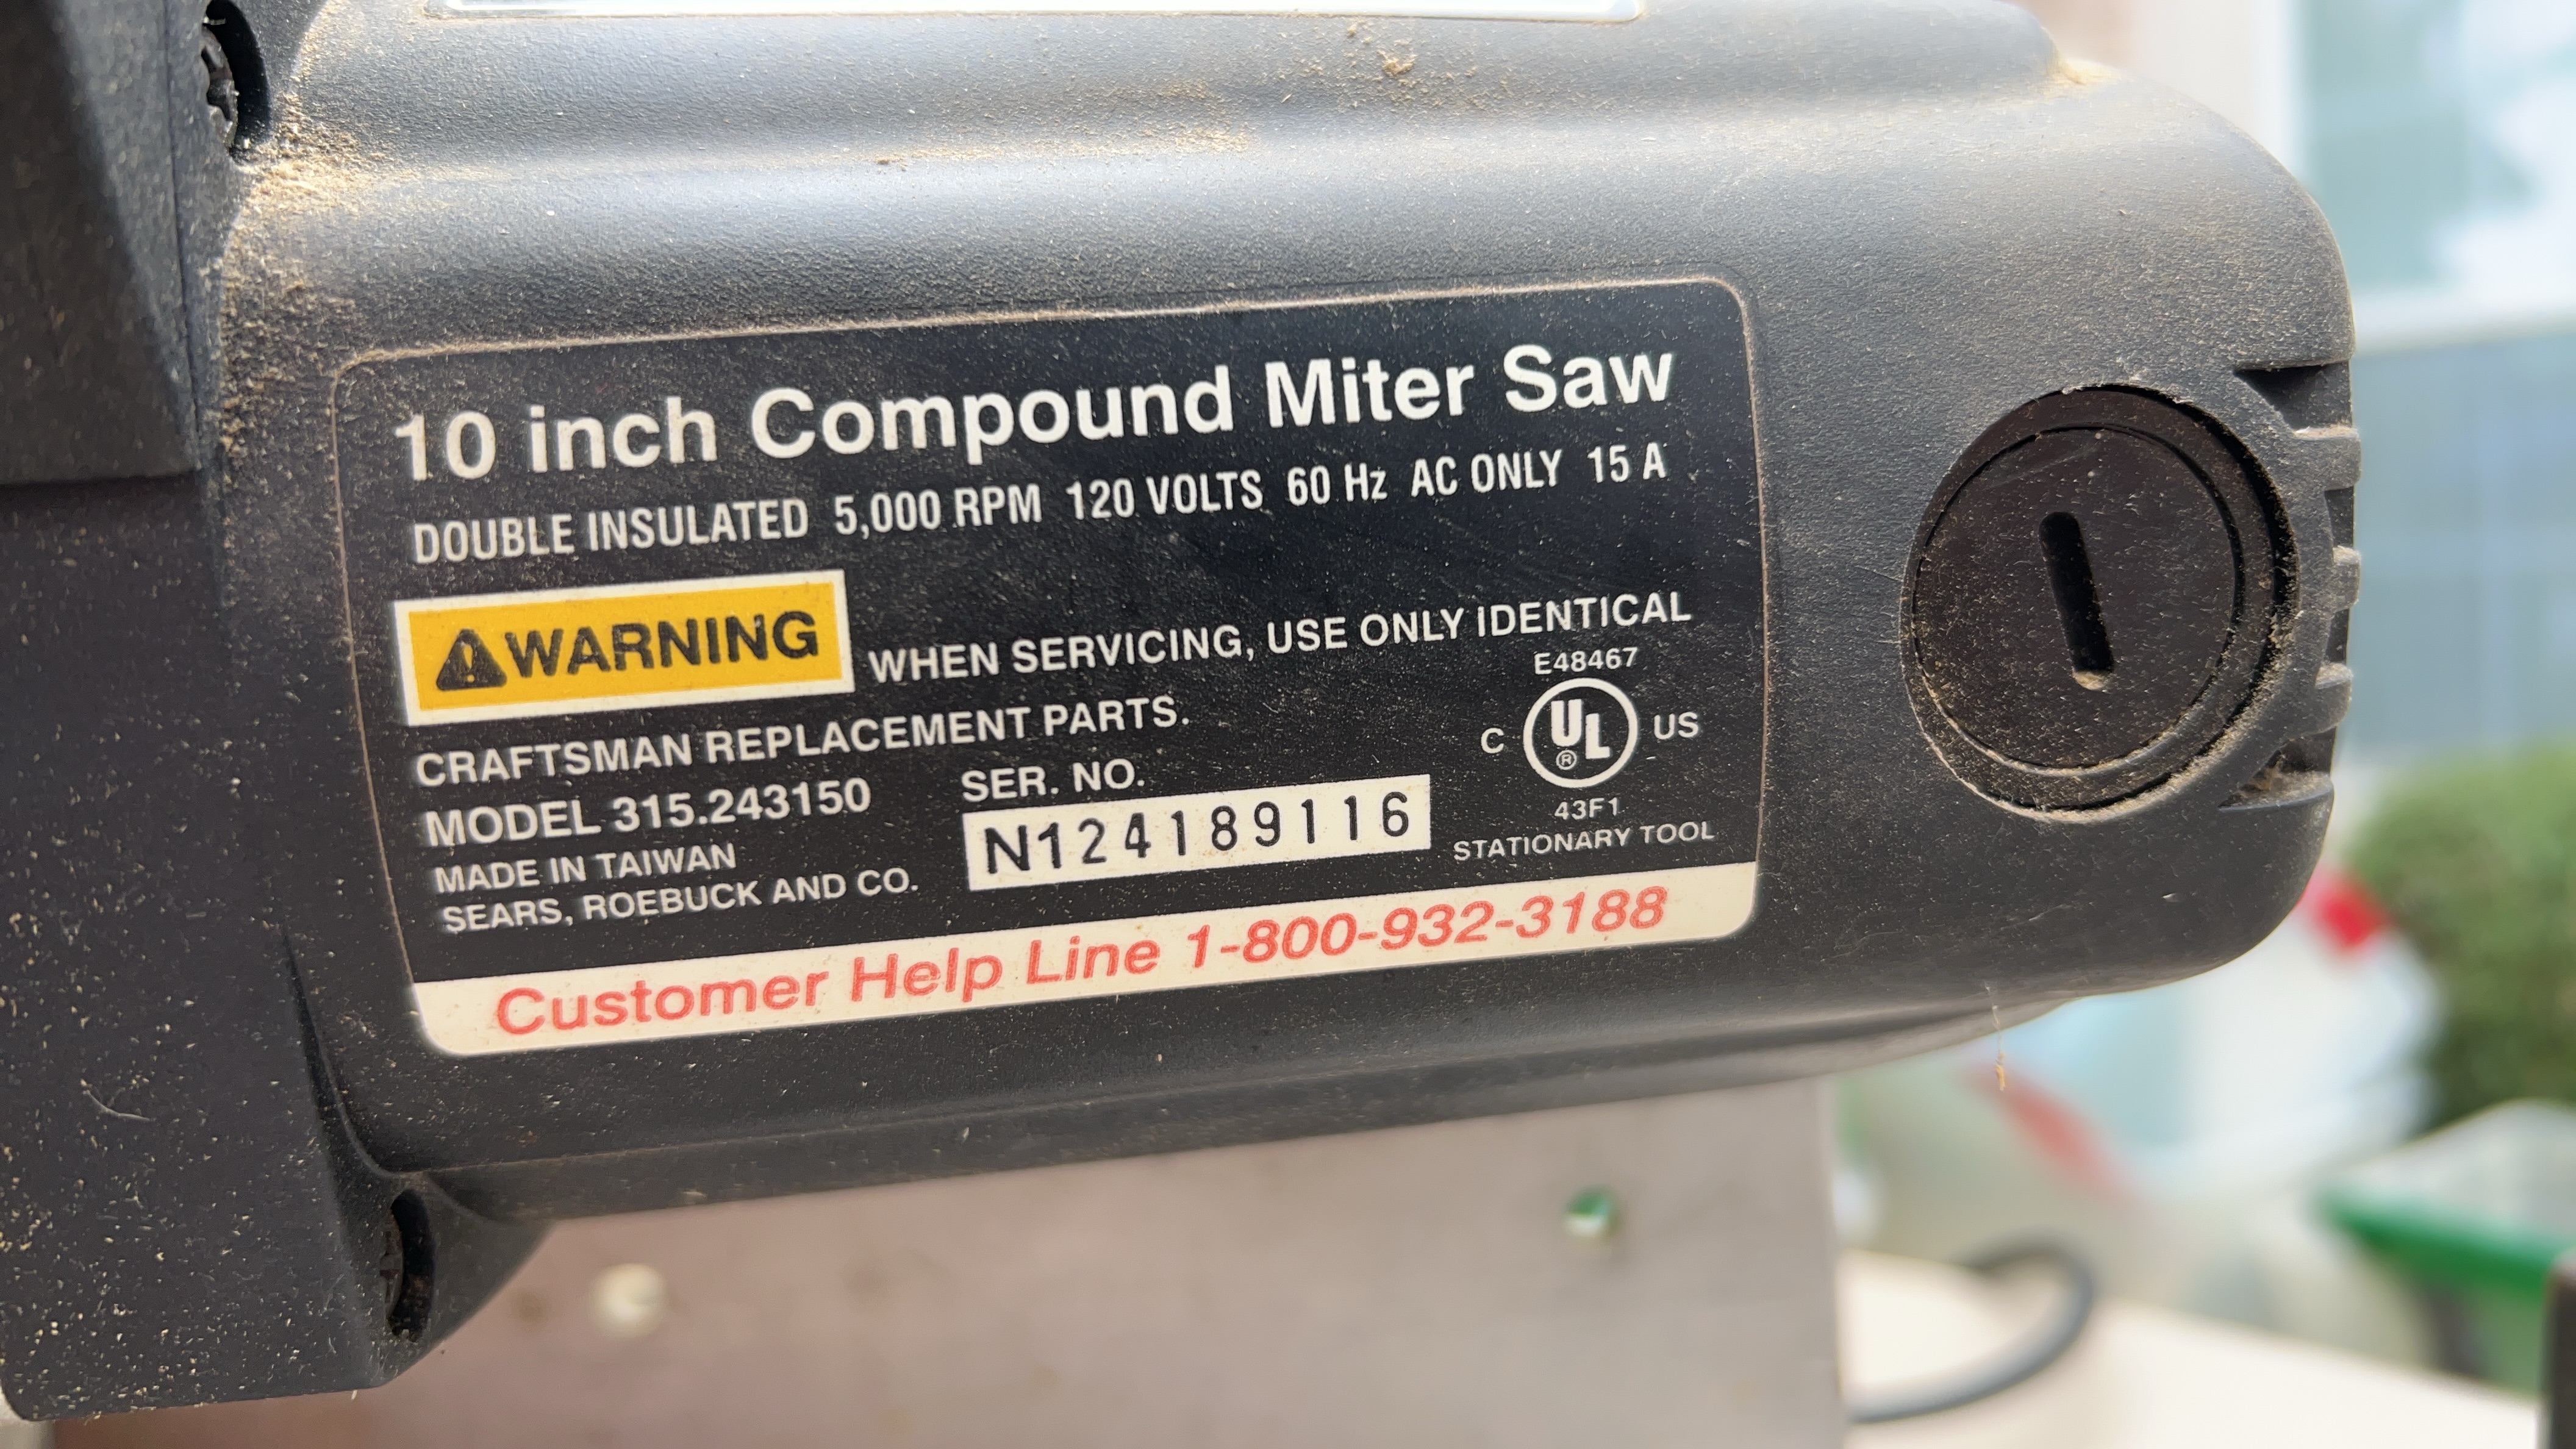 10 inch Compound Miter Saw
DOUBLE INSULATED 5,000 RPM 120 VOLTS 60 Hz AC ONLY 15 A
WARNING WHEN SERVICING, USE ONLY IDENTICAL
CRAFTSMAN REPLACEMENT PARTS.
E48467
C UL ® US
43F1
STATIONARY TOOL
MODEL 315.243150
SER. NO.
N124189116
MADE IN TAIWAN
SEARS, ROEBUCK AND CO.
Customer Help Line 1-800-932-3188